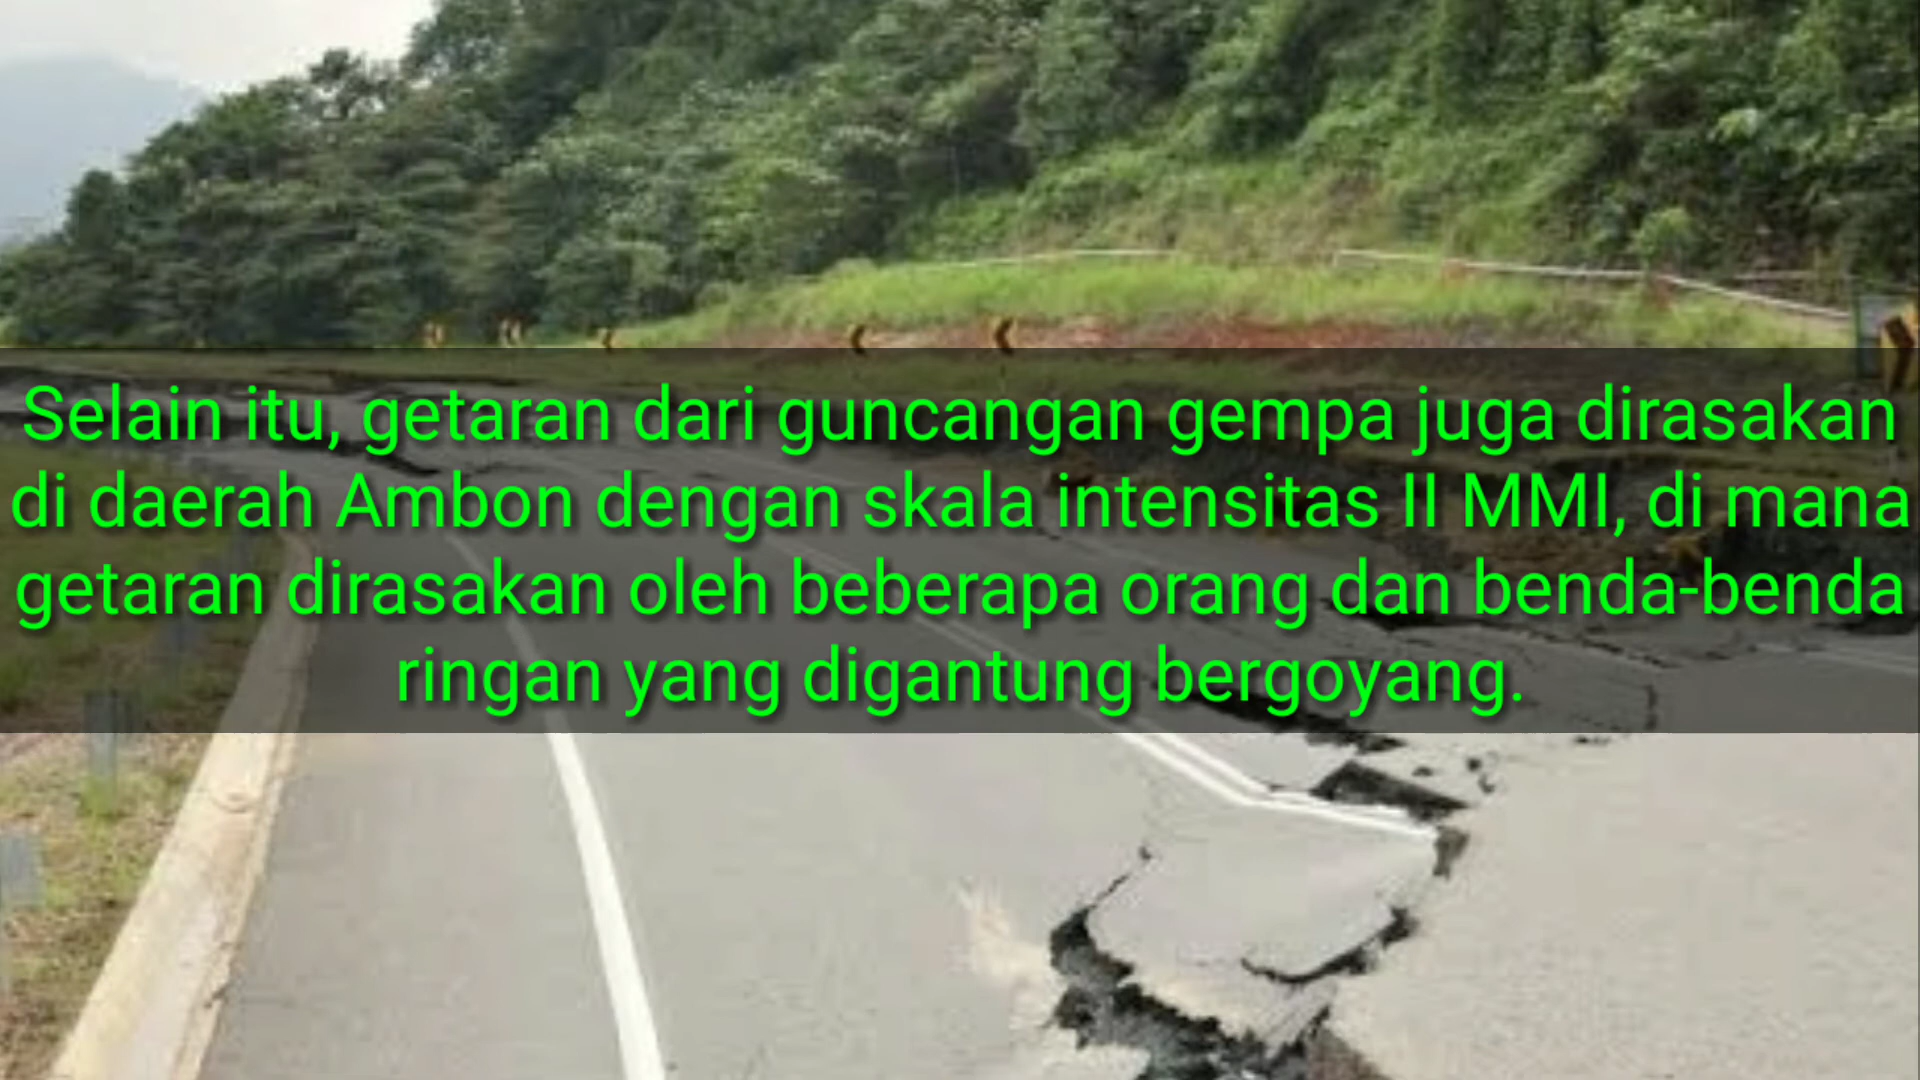 Selain itu, getaran dari guncangan gempa juga dirasakan
di daerah Ambon dengan skala intensitas II MMI, di mana
getaran dirasakan oleh beberapa orang dan benda-benda
ringan yang digantung bergoyang.